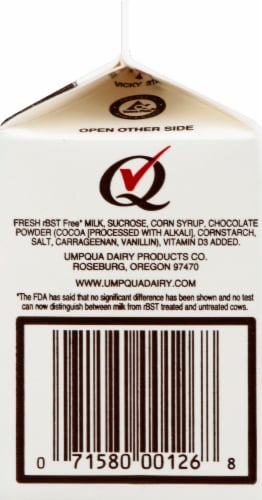 VICKY
OPEN OTHER SIDE
Q
FRESH rBST Free* MILK, SUCROSE, CORN SYRUP, CHOCOLATE
POWDER (COCOA [PROCESSED WITH ALKALI], CORNSTARCH,
SALT, CARRAGEENAN, VANILLIN), VITAMIN D3 ADDED.
UMPQUA DAIRY PRODUCTS CO.
ROSEBURG, OREGON 97470
WWW.UMPQUADAIRY.COM
*The FDA has said that no significant difference has been shown and no test
can now distinguish between milk from rBST treated and untreated cows.
0 71580 00126 8